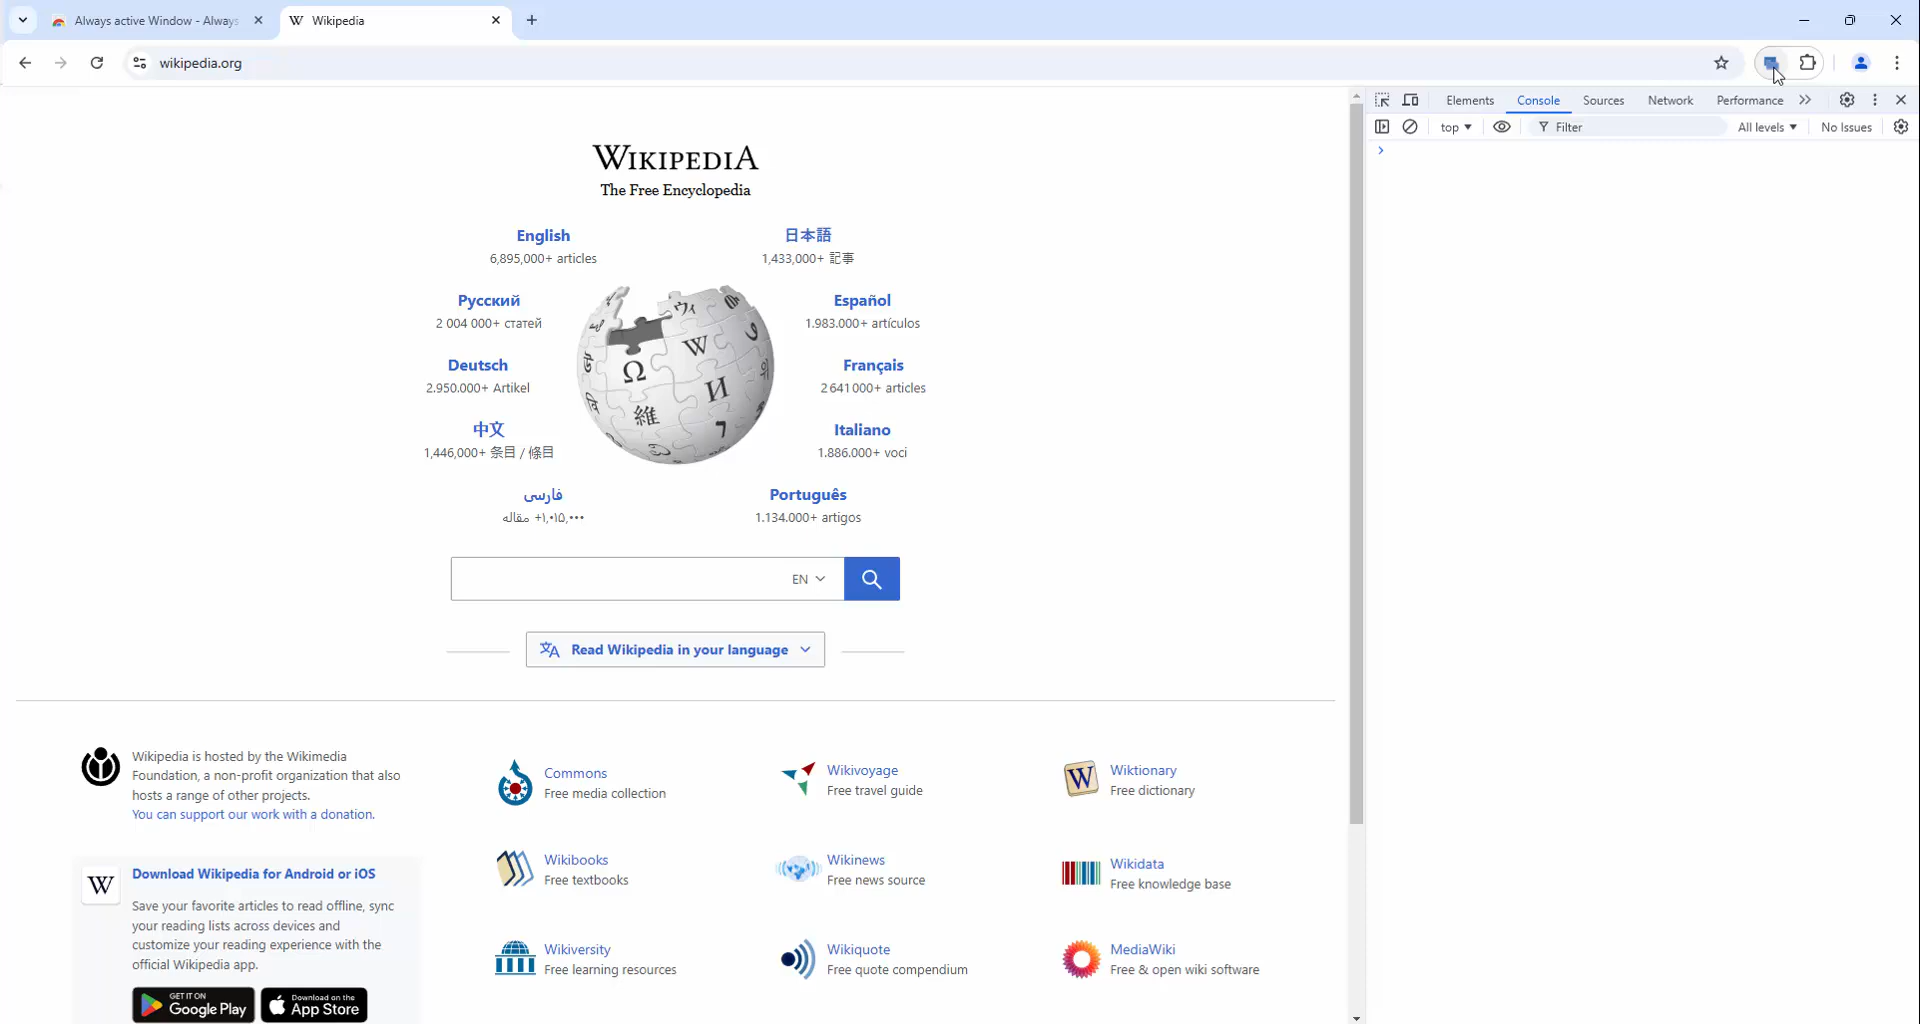 Always active Window - Always
Wikipedia
wikipedia.org
Elements
Console
Sources
Network
Performance
top
Filter
All levels
No Issues
WIKIPEDIA
The Free Encyclopedia
English
6,895,000+ articles
日本語
1,433,000+ 記事
Русский
2 004 000+ статей
Español
1.983.000+ artículos
Deutsch
2.950.000+ Artikel
Français
2 641 000+ articles
中文
1,446,000+ 条目 / 條目
Italiano
1.886.000+ voci
فارسی
۱٬۰۱۵٬۰۰۰+ مقاله
Português
1.134.000+ artigos
EN
Read Wikipedia in your language
Wikipedia is hosted by the Wikimedia
Foundation, a non-profit organization that also
hosts a range of other projects.
You can support our work with a donation.
Download Wikipedia for Android or iOS
Save your favorite articles to read offline, sync
your reading lists across devices and
customize your reading experience with the
official Wikipedia app.
GET IT ON
Google Play
Download on the
App Store
Commons
Free media collection
Wikivoyage
Free travel guide
Wiktionary
Free dictionary
Wikibooks
Free textbooks
Wikinews
Free news source
Wikidata
Free knowledge base
Wikiversity
Free learning resources
Wikiquote
Free quote compendium
MediaWiki
Free & open wiki software